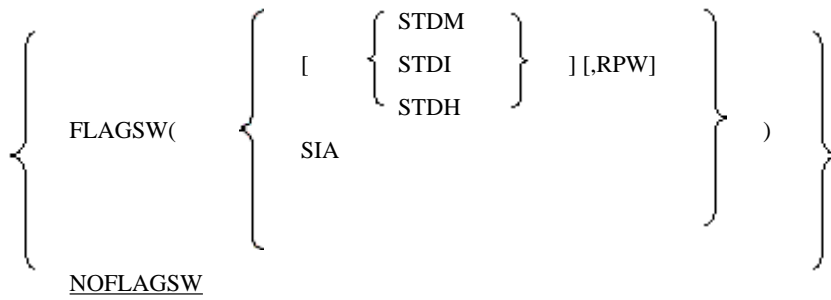 STDM
[ STDI ] [,RPW]
STDH
FLAGSW( )
SIA
NOFLAGSW